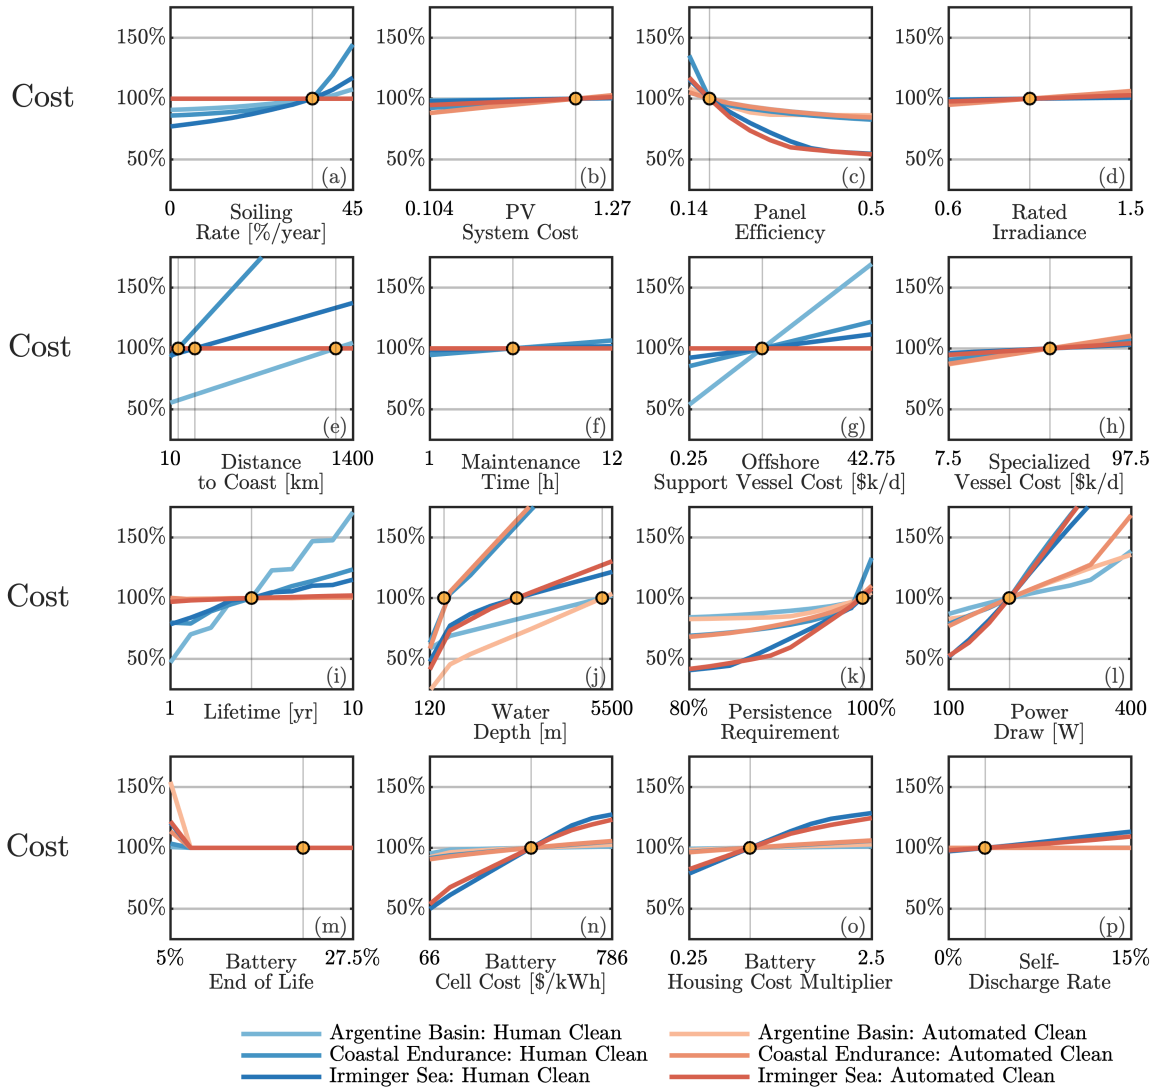 Cost
150%
100%
50%
(a)
0
45
Soiling
Rate [%/year]
150%
100%
50%
(b)
0.104
1.27
PV
System Cost
150%
100%
50%
(c)
0.14
0.5
Panel
Efficiency
150%
100%
50%
(d)
0.6
1.5
Rated
Irradiance
Cost
150%
100%
50%
(e)
10
1400
Distance
to Coast [km]
150%
100%
50%
(f)
1
12
Maintenance
Time [h]
150%
100%
50%
(g)
0.25
42.75
Offshore
Support Vessel Cost [$k/d]
150%
100%
50%
(h)
7.5
97.5
Specialized
Vessel Cost [$k/d]
Cost
150%
100%
50%
(i)
1
10
Lifetime [yr]
150%
100%
50%
(j)
120
5500
Water
Depth [m]
150%
100%
50%
(k)
80%
100%
Persistence
Requirement
150%
100%
50%
(l)
100
400
Power
Draw [W]
Cost
150%
100%
50%
(m)
5%
27.5%
Battery
End of Life
150%
100%
50%
(n)
66
786
Battery
Cell Cost [$/kWh]
150%
100%
50%
(o)
0.25
2.5
Battery
Housing Cost Multiplier
150%
100%
50%
(p)
0%
15%
Self-
Discharge Rate
Argentine Basin: Human Clean
Coastal Endurance: Human Clean
Irminger Sea: Human Clean
Argentine Basin: Automated Clean
Coastal Endurance: Automated Clean
Irminger Sea: Automated Clean